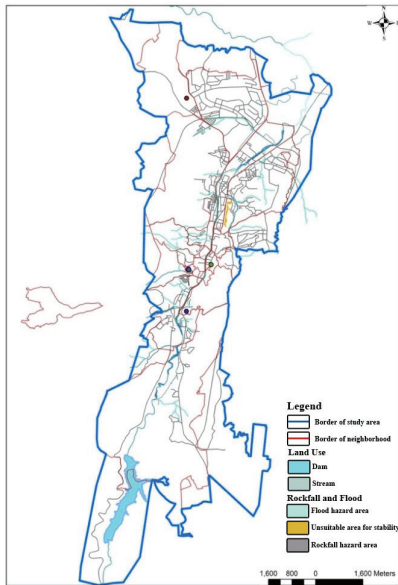 N
W
E
S
Legend
Border of study area
Border of neighborhood
Land Use
Dam
Stream
Rockfall and Flood
Flood hazard area
Unsuitable area for stability
Rockfall hazard area
1,600 800 0 1,600 Meters